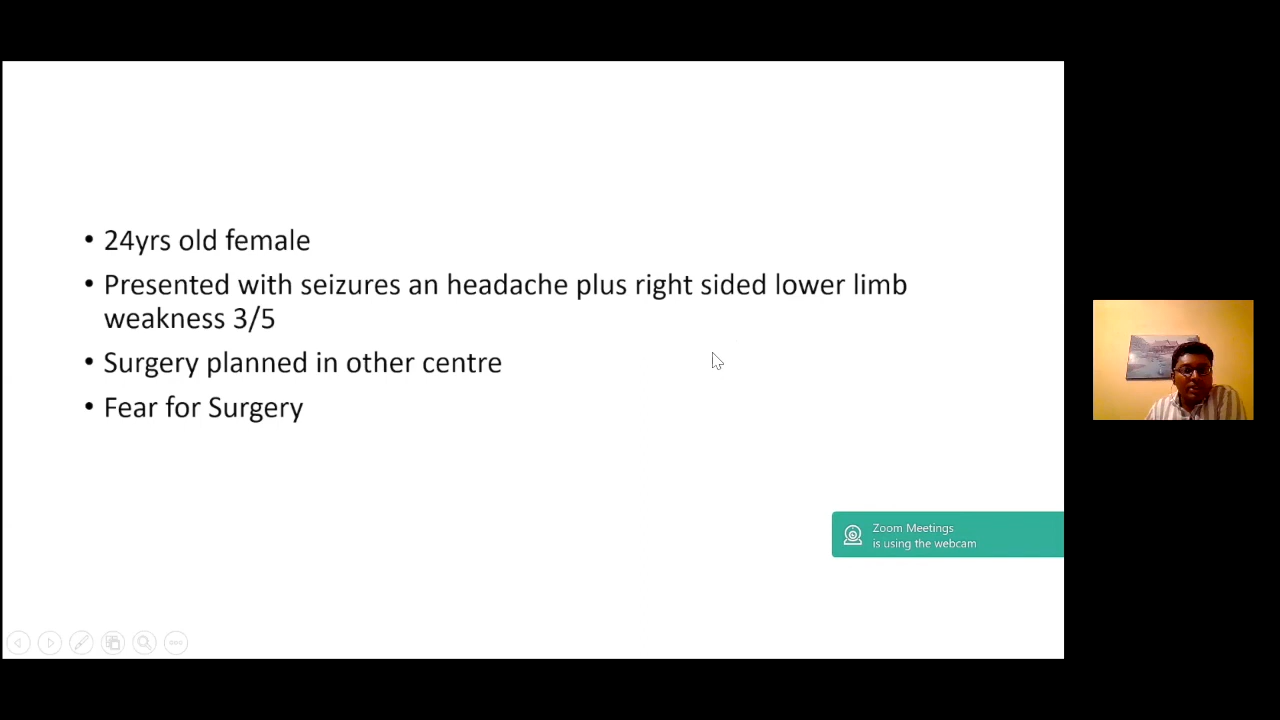 • 24yrs old female
• Presented with seizures an headache plus right sided lower limb
weakness 3/5
• Surgery planned in other centre
• Fear for Surgery
Zoom Meetings
is using the webcam